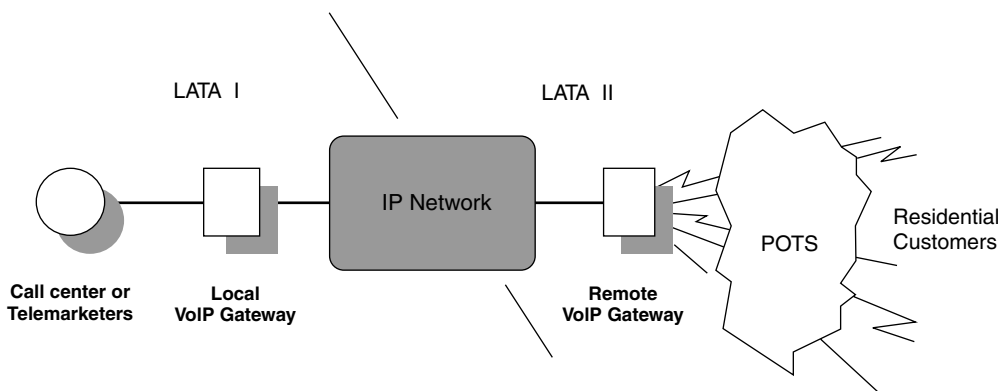 LATA I
LATA II
IP Network
POTS
Residential
Customers
Call center or
Telemarketers
Local
VoIP Gateway
Remote
VoIP Gateway